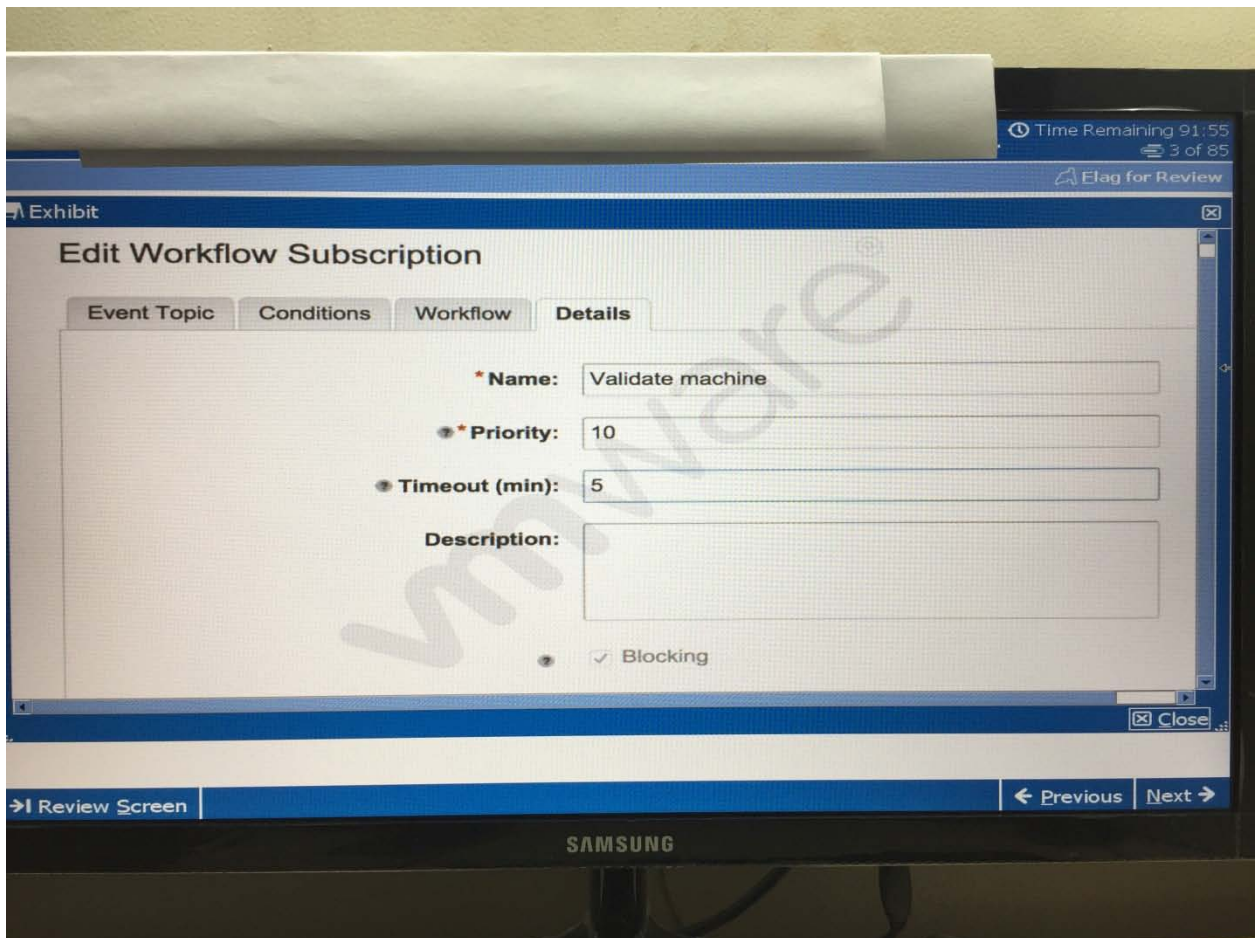 Time Remaining 91:55
3 of 85
Flag for Review
Exhibit
Edit Workflow Subscription
Event Topic Conditions Workflow Details
*Name: Validate machine
*Priority: 10
Timeout (min): 5
Description:
Blocking
vmware®
Close
Review Screen
Previous Next
SAMSUNG